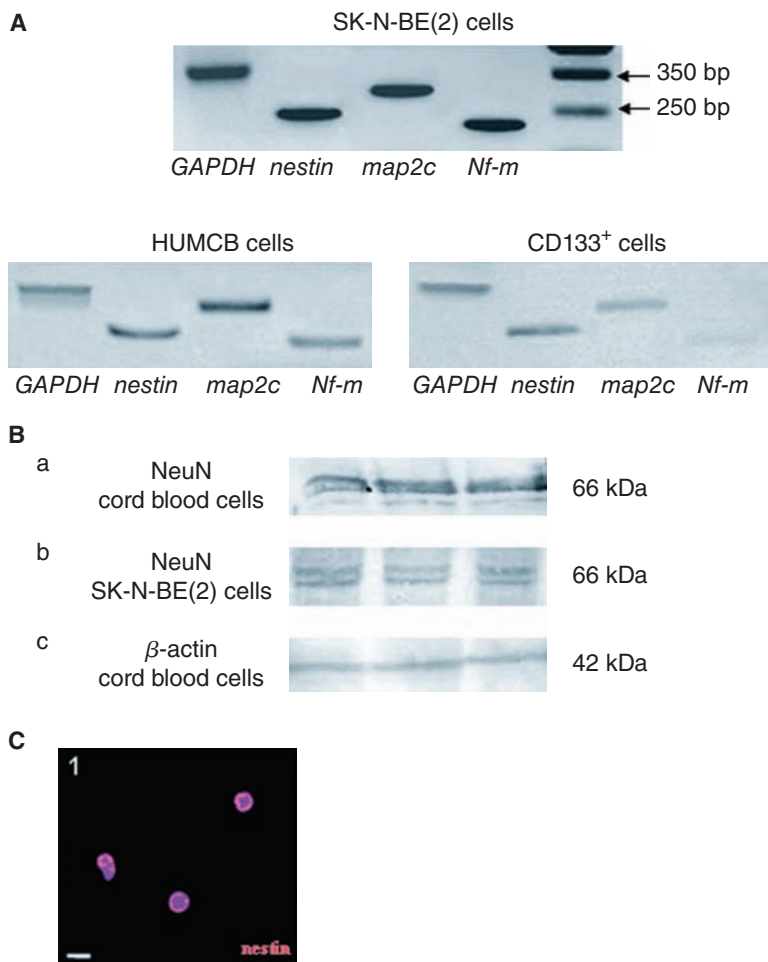 A
SK-N-BE(2) cells
350 bp
250 bp
GAPDH nestin map2c Nf-m
HUMCB cells
CD133⁺ cells
GAPDH nestin map2c Nf-m
GAPDH nestin map2c Nf-m
B
a
NeuN
cord blood cells
66 kDa
b
NeuN
SK-N-BE(2) cells
66 kDa
c
β-actin
cord blood cells
42 kDa
C
1
nestin